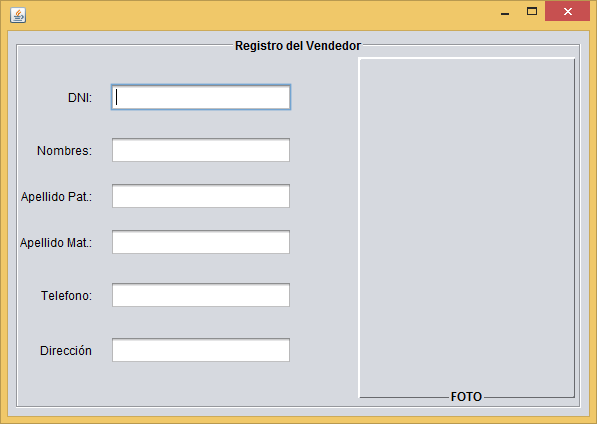 Registro del Vendedor
DNI:
Nombres:
Apellido Pat.:
Apellido Mat.:
Telefono:
Dirección
FOTO